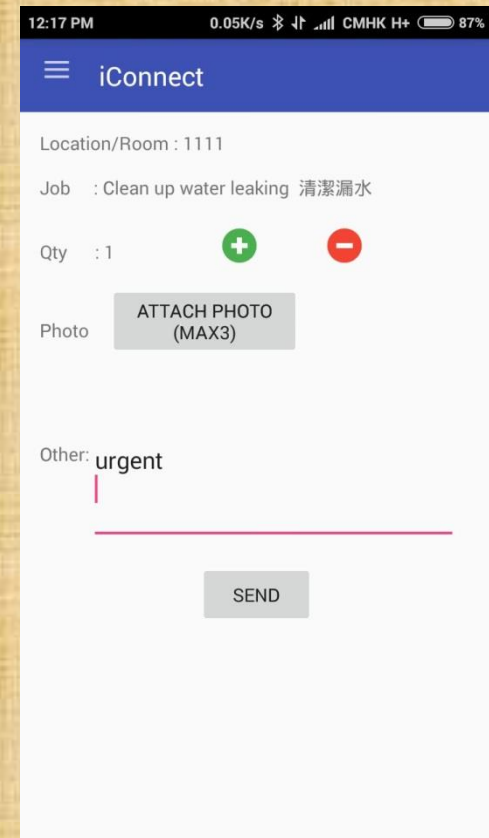 12:17 PM 0.05K/s CMHK H+ 87%
iConnect
Location/Room : 1111
Job : Clean up water leaking 清潔漏水
Qty : 1
Photo ATTACH PHOTO
(MAX3)
Other: urgent
SEND